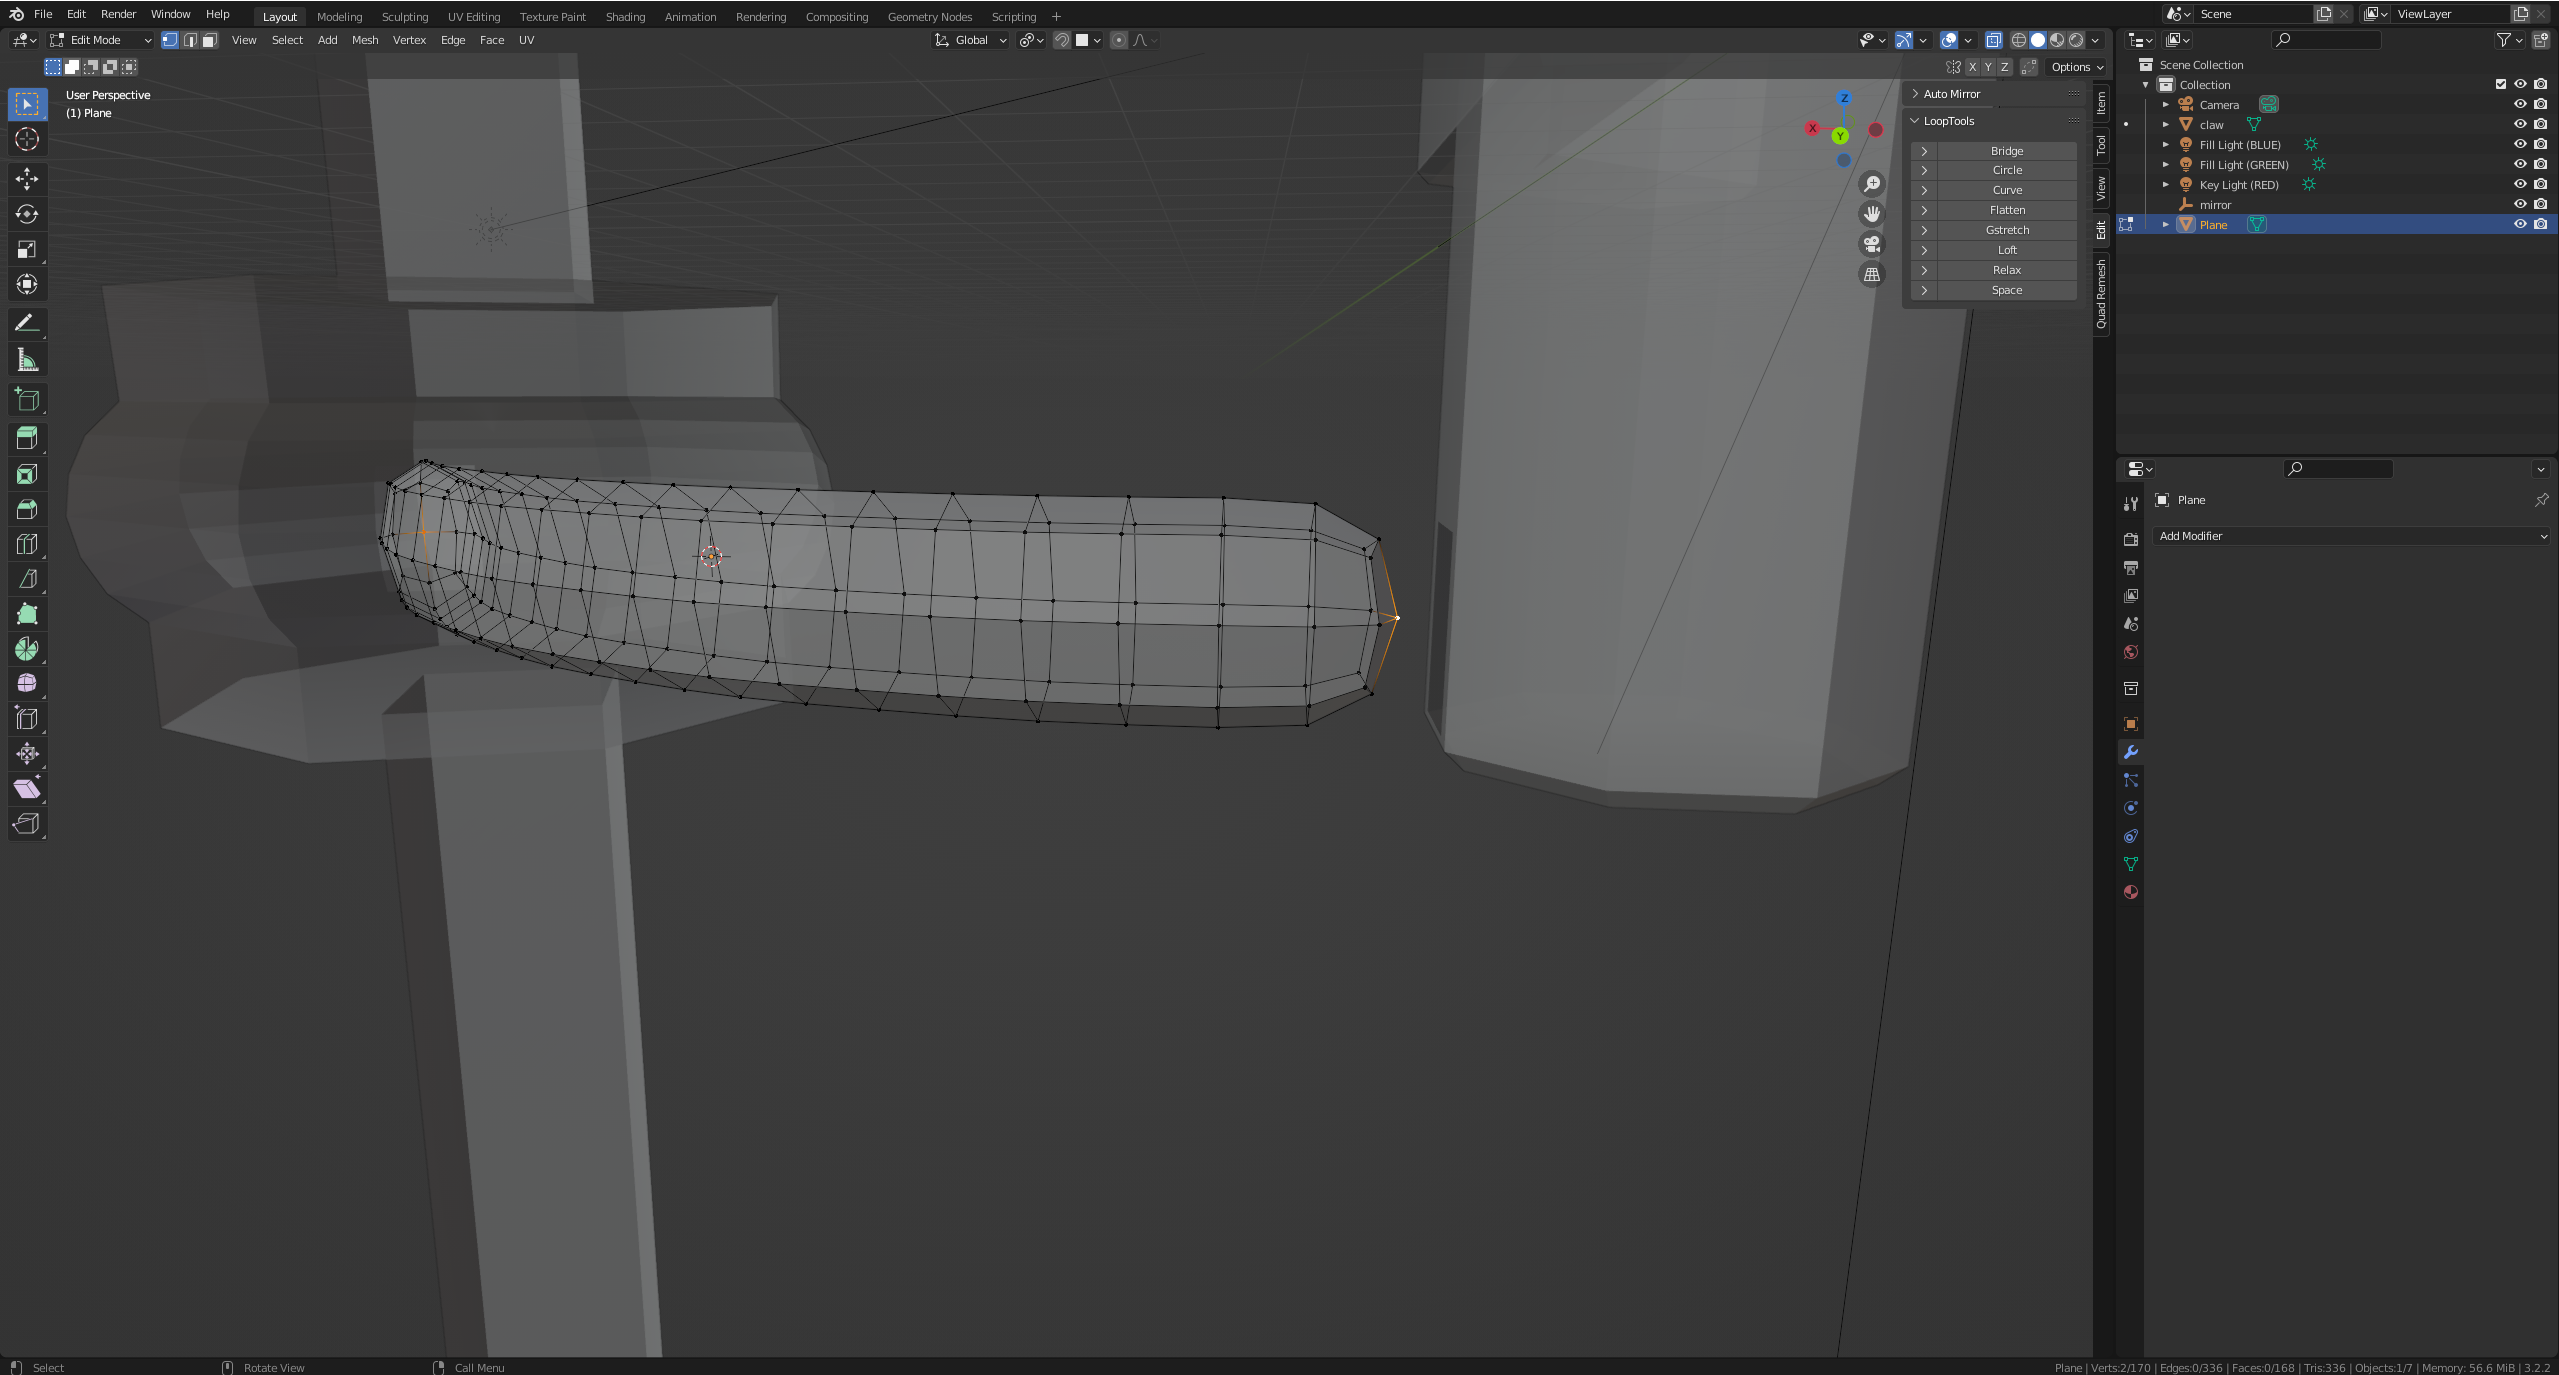 File Edit Render Window Help Layout Modeling Sculpting UV Editing Texture Paint Shading Animation Rendering Compositing Geometry Nodes Scripting + Scene ViewLayer
Edit Mode View Select Add Mesh Vertex Edge Face UV Global
X Y Z Options
User Perspective
(1) Plane
Z
X
Y
Auto Mirror
LoopTools
Bridge
Circle
Curve
Flatten
Gstretch
Loft
Relax
Space
Item
Tool
View
Edit
Quad Remesh
Scene Collection
Collection
Camera
claw
Fill Light (BLUE)
Fill Light (GREEN)
Key Light (RED)
mirror
Plane
Plane
Add Modifier
Select Rotate View Call Menu Plane | Verts:2/170 | Edges:0/336 | Faces:0/168 | Tris:336 | Objects:1/7 | Memory: 56.6 MiB | 3.2.2